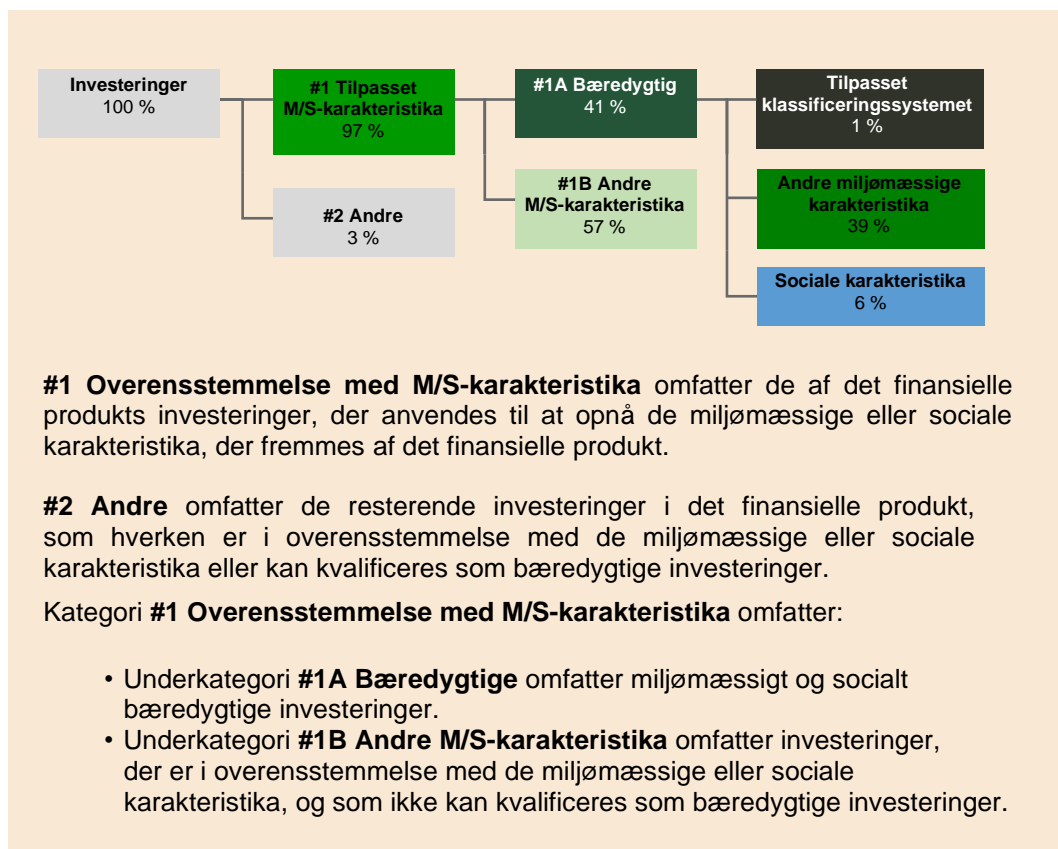 Investeringer
100 %
#1 Tilpasset
M/S-karakteristika
97 %
#1A Bæredygtig
41 %
Tilpasset
klassificeringssystemet
1 %
#2 Andre
3 %
#1B Andre
M/S-karakteristika
57 %
Andre miljømæssige
karakteristika
39 %
Sociale karakteristika
6 %
#1 Overensstemmelse med M/S-karakteristika omfatter de af det finansielle
produkts investeringer, der anvendes til at opnå de miljømæssige eller sociale
karakteristika, der fremmes af det finansielle produkt.
#2 Andre omfatter de resterende investeringer i det finansielle produkt,
som hverken er i overensstemmelse med de miljømæssige eller sociale
karakteristika eller kan kvalificeres som bæredygtige investeringer.
Kategori #1 Overensstemmelse med M/S-karakteristika omfatter:
• Underkategori #1A Bæredygtige omfatter miljømæssigt og socialt
bæredygtige investeringer.
• Underkategori #1B Andre M/S-karakteristika omfatter investeringer,
der er i overensstemmelse med de miljømæssige eller sociale
karakteristika, og som ikke kan kvalificeres som bæredygtige investeringer.